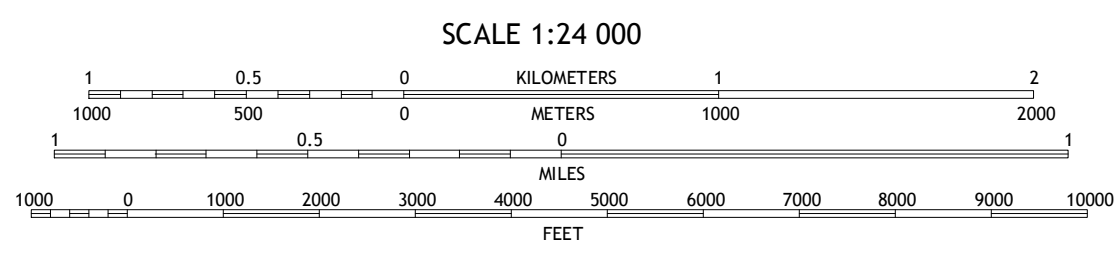 SCALE 1:24 000
1 0.5 0 KILOMETERS 1 2
1000 500 0 METERS 1000 2000
1 0.5 0 1
MILES
1000 0 1000 2000 3000 4000 5000 6000 7000 8000 9000 10000
FEET